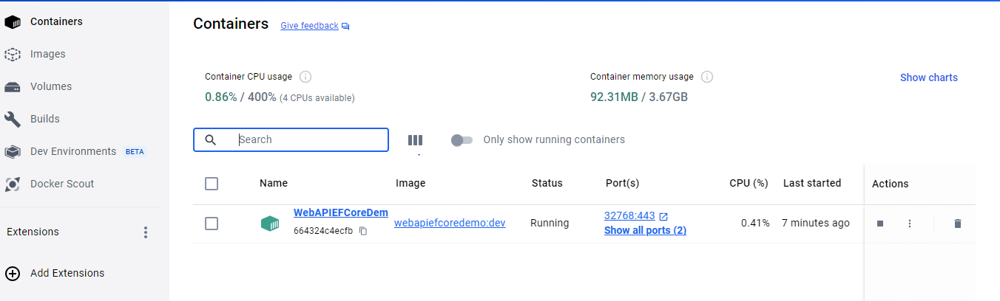 Containers
Images
Volumes
Builds
Dev Environments BETA
Docker Scout
Extensions
Add Extensions
Containers Give feedback
Container CPU usage
0.86% / 400% (4 CPUs available)
Container memory usage
92.31MB / 3.67GB
Show charts
Search
Only show running containers
Name Image Status Port(s) CPU (%) Last started Actions
WebAPIEFCoreDem
664324c4ecfb
webapiefcoredemo:dev
Running
32768:443
Show all ports (2)
0.41%
7 minutes ago